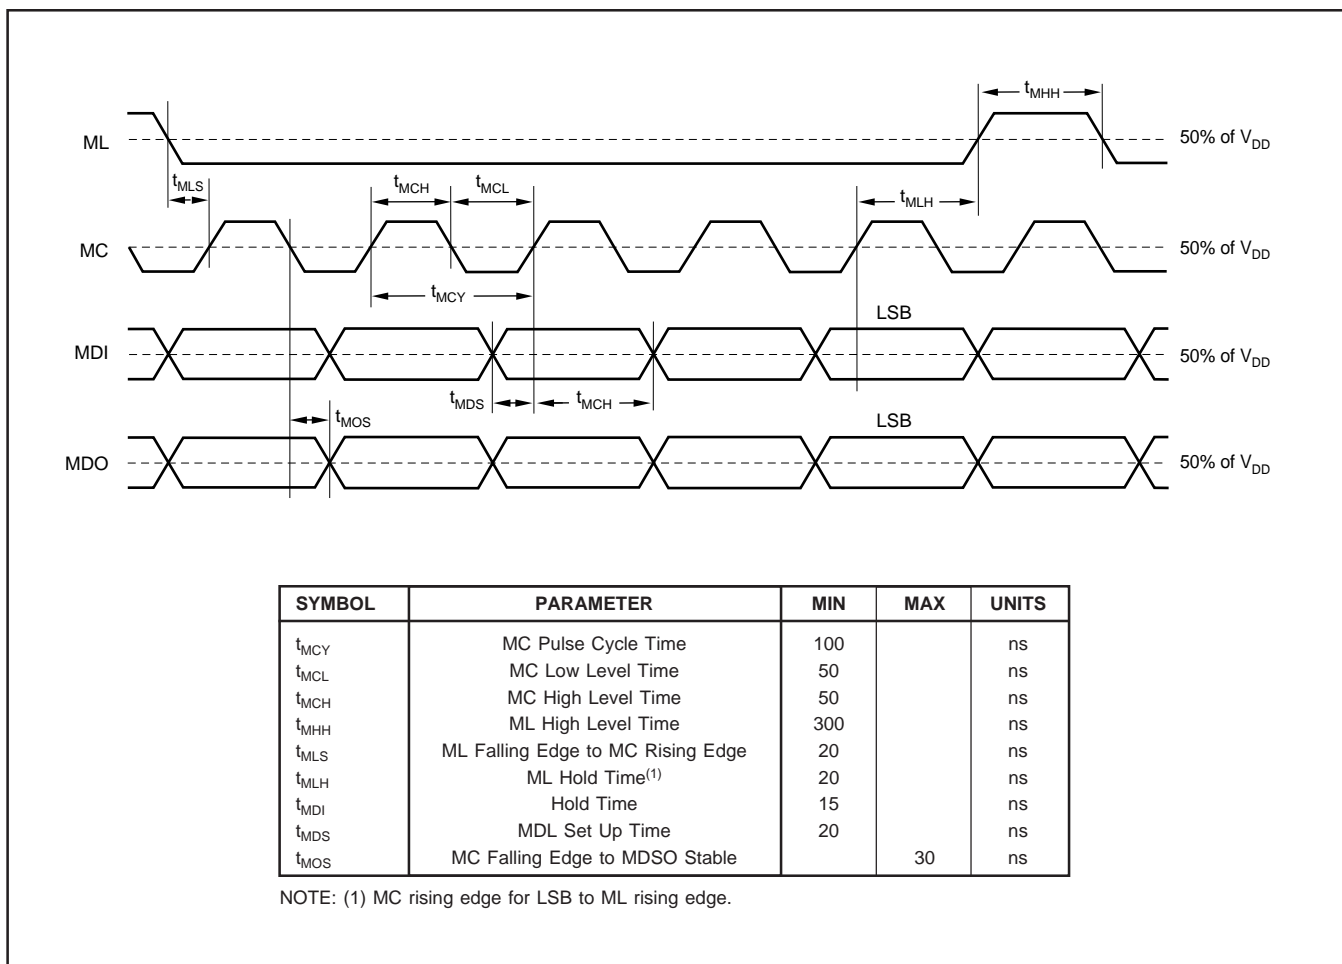 tMHH
ML
50% of VDD
tMLS
tMCH
tMCL
tMLH
MC
50% of VDD
tMCY
LSB
MDI
50% of VDD
tMDS
tMCH
tMOS
LSB
MDO
50% of VDD
SYMBOL PARAMETER MIN MAX UNITS
tMCY MC Pulse Cycle Time 100 ns
tMCL MC Low Level Time 50 ns
tMCH MC High Level Time 50 ns
tMHH ML High Level Time 300 ns
tMLS ML Falling Edge to MC Rising Edge 20 ns
tMLH ML Hold Time(1) 20 ns
tMDI Hold Time 15 ns
tMDS MDL Set Up Time 20 ns
tMOS MC Falling Edge to MDSO Stable 30 ns
NOTE: (1) MC rising edge for LSB to ML rising edge.